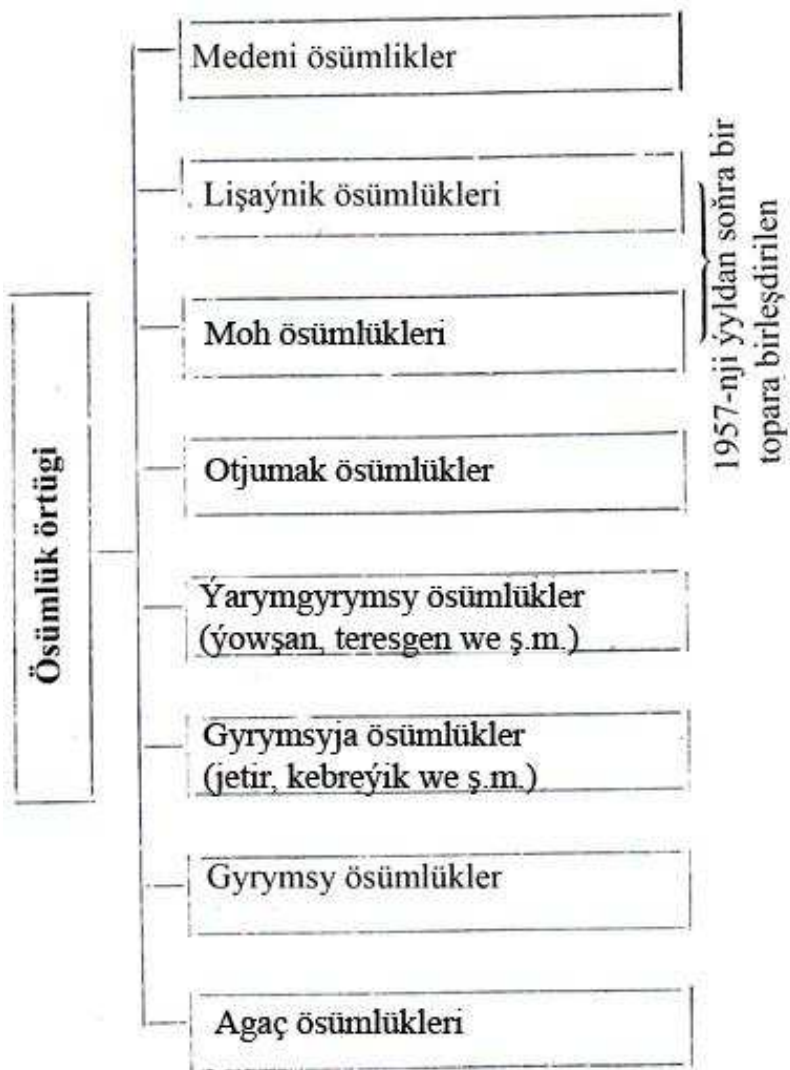 Ösümlük örtügi
Medeni ösümlikler
Lişaýnik ösümlükleri
Moh ösümlükleri
1957-nji ýyldan soňra bir
topara birleşdirilen
Otjumak ösümlükler
Ýarymgyrymsy ösümlükler
(ýowşan, teresgen we ş.m.)
Gyrymsyja ösümlükler
(jetir, kebreýik we ş.m.)
Gyrymsy ösümlükler
Agaç ösümlükleri